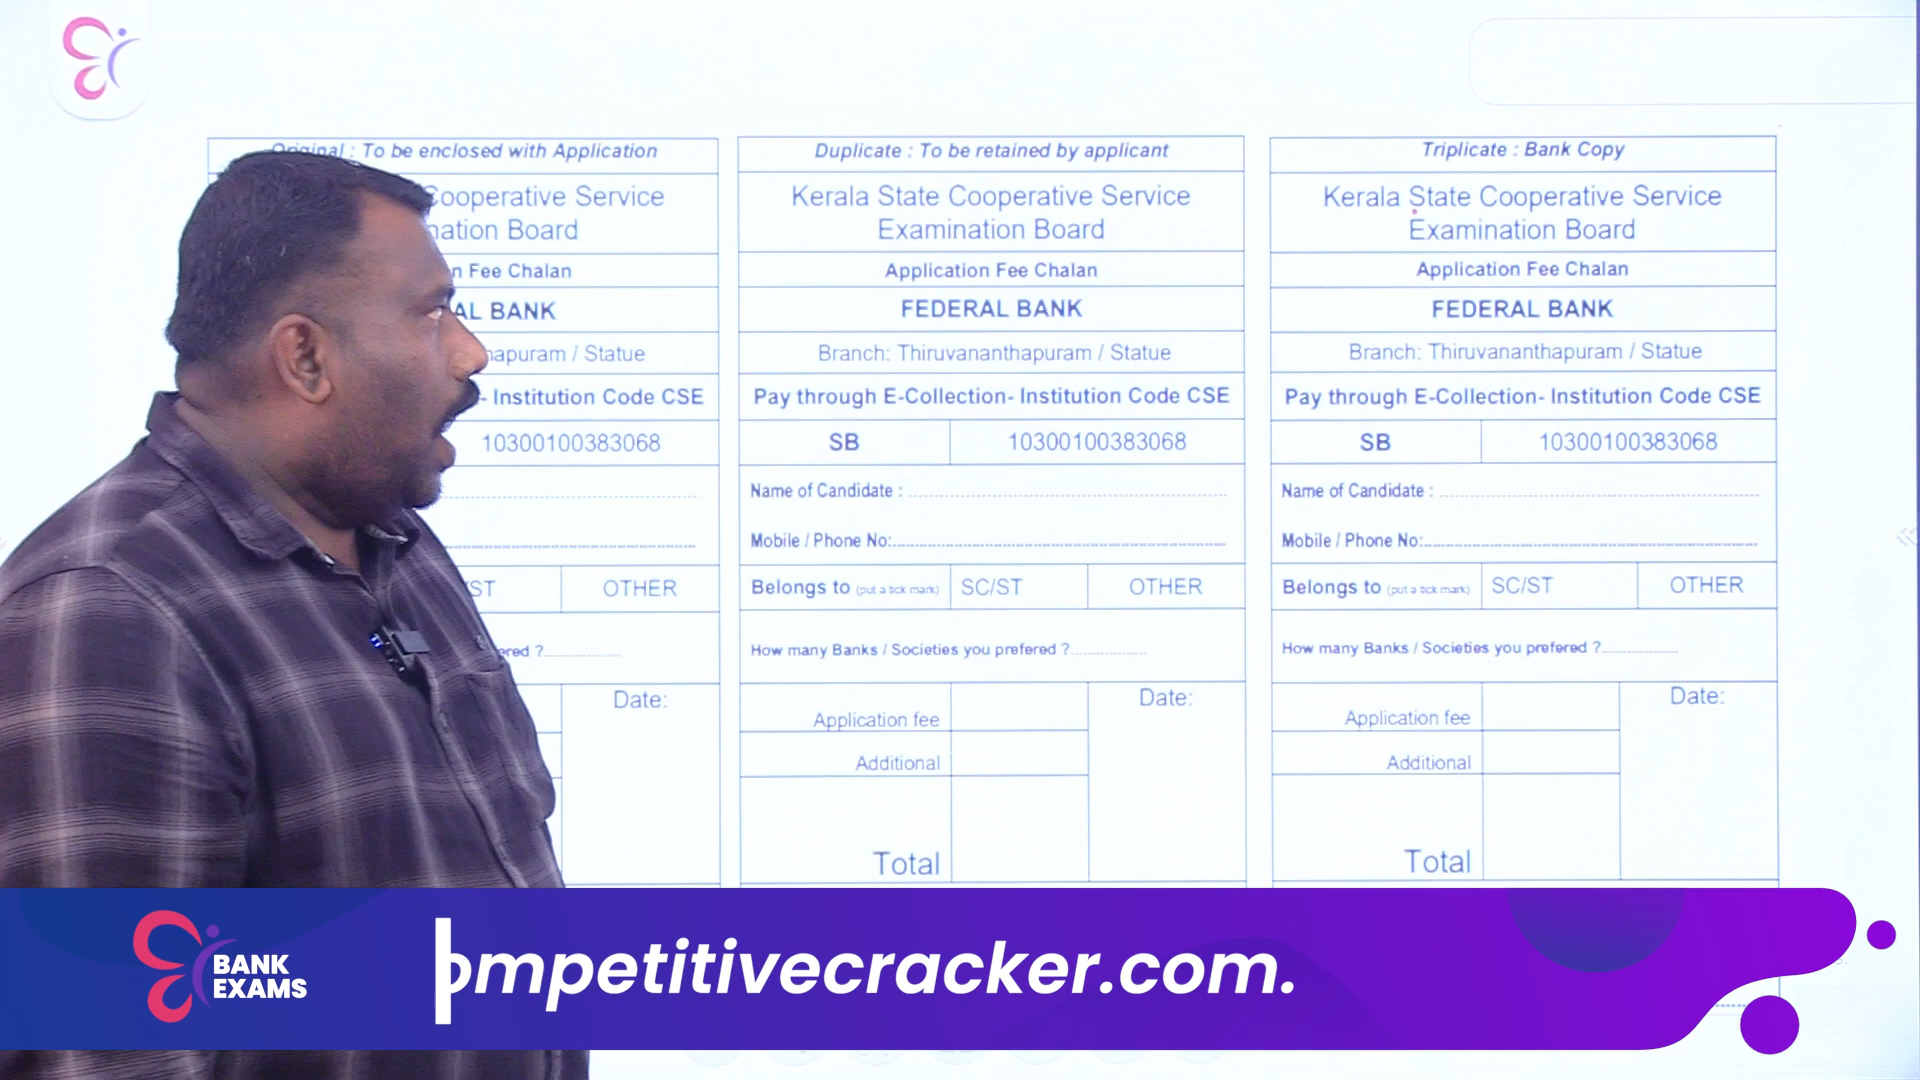 Original : To be enclosed with Application
Cooperative Service
nation Board
n Fee Chalan
AL BANK
hapuram / Statue
- Institution Code CSE
10300100383068
ST
OTHER
ered ?
Date:
Duplicate : To be retained by applicant
Kerala State Cooperative Service
Examination Board
Application Fee Chalan
FEDERAL BANK
Branch: Thiruvananthapuram / Statue
Pay through E-Collection- Institution Code CSE
SB
10300100383068
Name of Candidate :
Mobile / Phone No:
Belongs to (put a tick mark)
SC/ST
OTHER
How many Banks / Societies you prefered ?
Application fee
Date:
Additional
Total
Triplicate : Bank Copy
Kerala State Cooperative Service
Examination Board
Application Fee Chalan
FEDERAL BANK
Branch: Thiruvananthapuram / Statue
Pay through E-Collection- Institution Code CSE
SB
10300100383068
Name of Candidate :
Mobile / Phone No:
Belongs to (put a tick mark)
SC/ST
OTHER
How many Banks / Societies you prefered ?
Application fee
Date:
Additional
Total
BANK
EXAMS
ompetitivecracker.com.